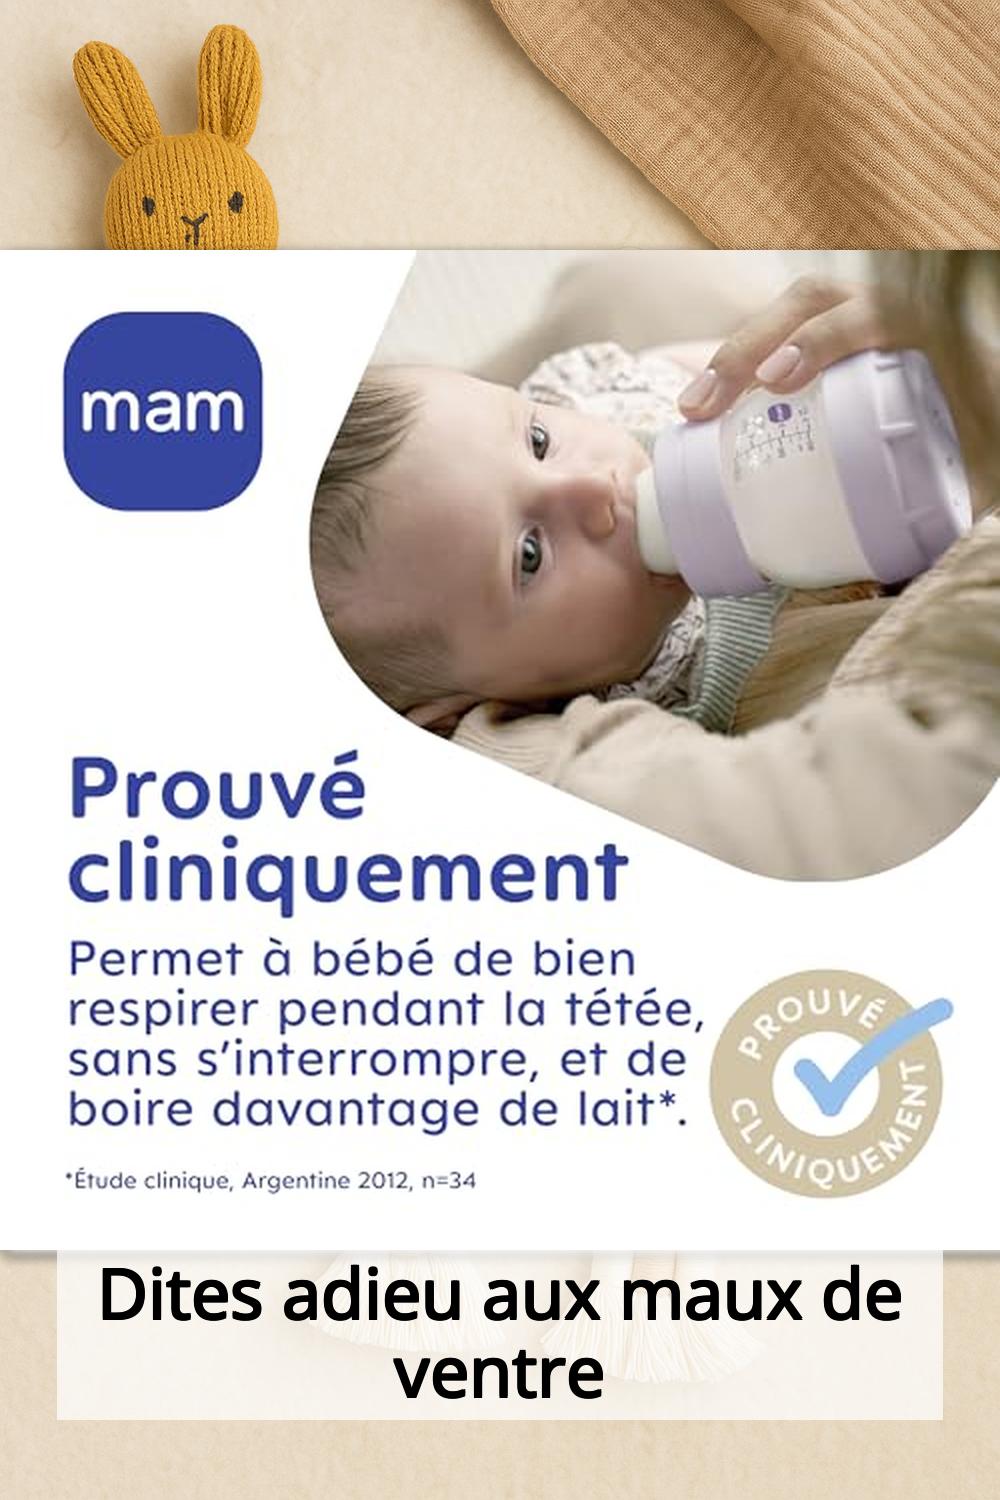 mam
Prouvé
cliniquement
Permet à bébé de bien
respirer pendant la tétée,
sans s'interrompre, et de
boire davantage de lait*.
PROUVÉ
CLINIQUEMENT
*Étude clinique, Argentine 2012, n=34
Dites adieu aux maux de
ventre